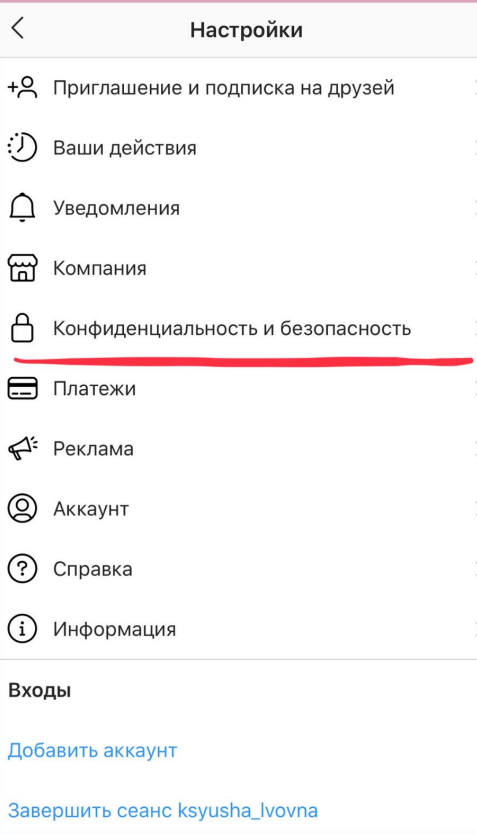 Настройки
Приглашение и подписка на друзей
Ваши действия
Уведомления
Компания
Конфиденциальность и безопасность
Платежи
Реклама
Аккаунт
Справка
Информация
Входы
Добавить аккаунт
Завершить сеанс ksyusha_lvovna